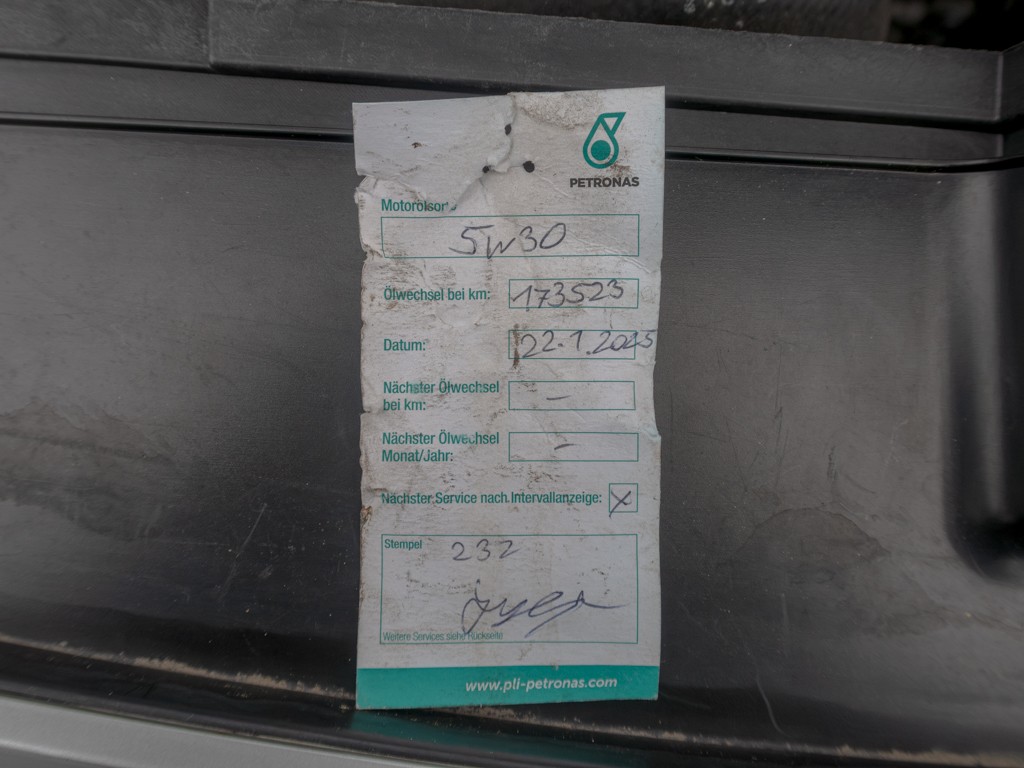 PETRONAS
Motorölsorte
5W30
Ölwechsel bei km: 173523
Datum: 22.1.2025
Nächster Ölwechsel
bei km: –
Nächster Ölwechsel
Monat/Jahr: –
Nächster Service nach Intervallanzeige: X
Stempel 232
Weitere Services siehe Rückseite
www.pli-petronas.com